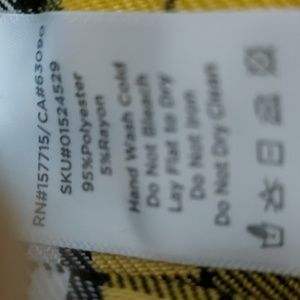 RN#157715/CA#63096
SKU#01524529
95%Polyester
5%Rayon
Hand Wash Cold
Do Not Bleach
Lay Flat to Dry
Do Not Iron
Do Not Dry Clean